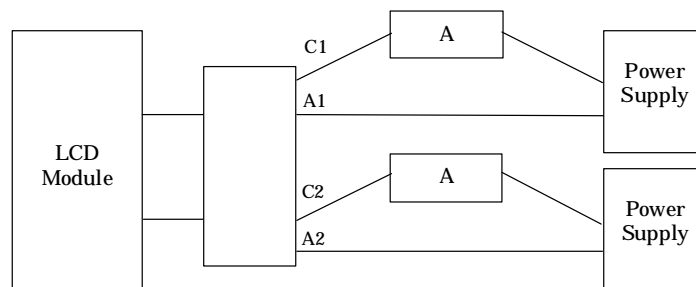 C1
A
A1
Power
Supply
LCD
Module
C2
A
A2
Power
Supply